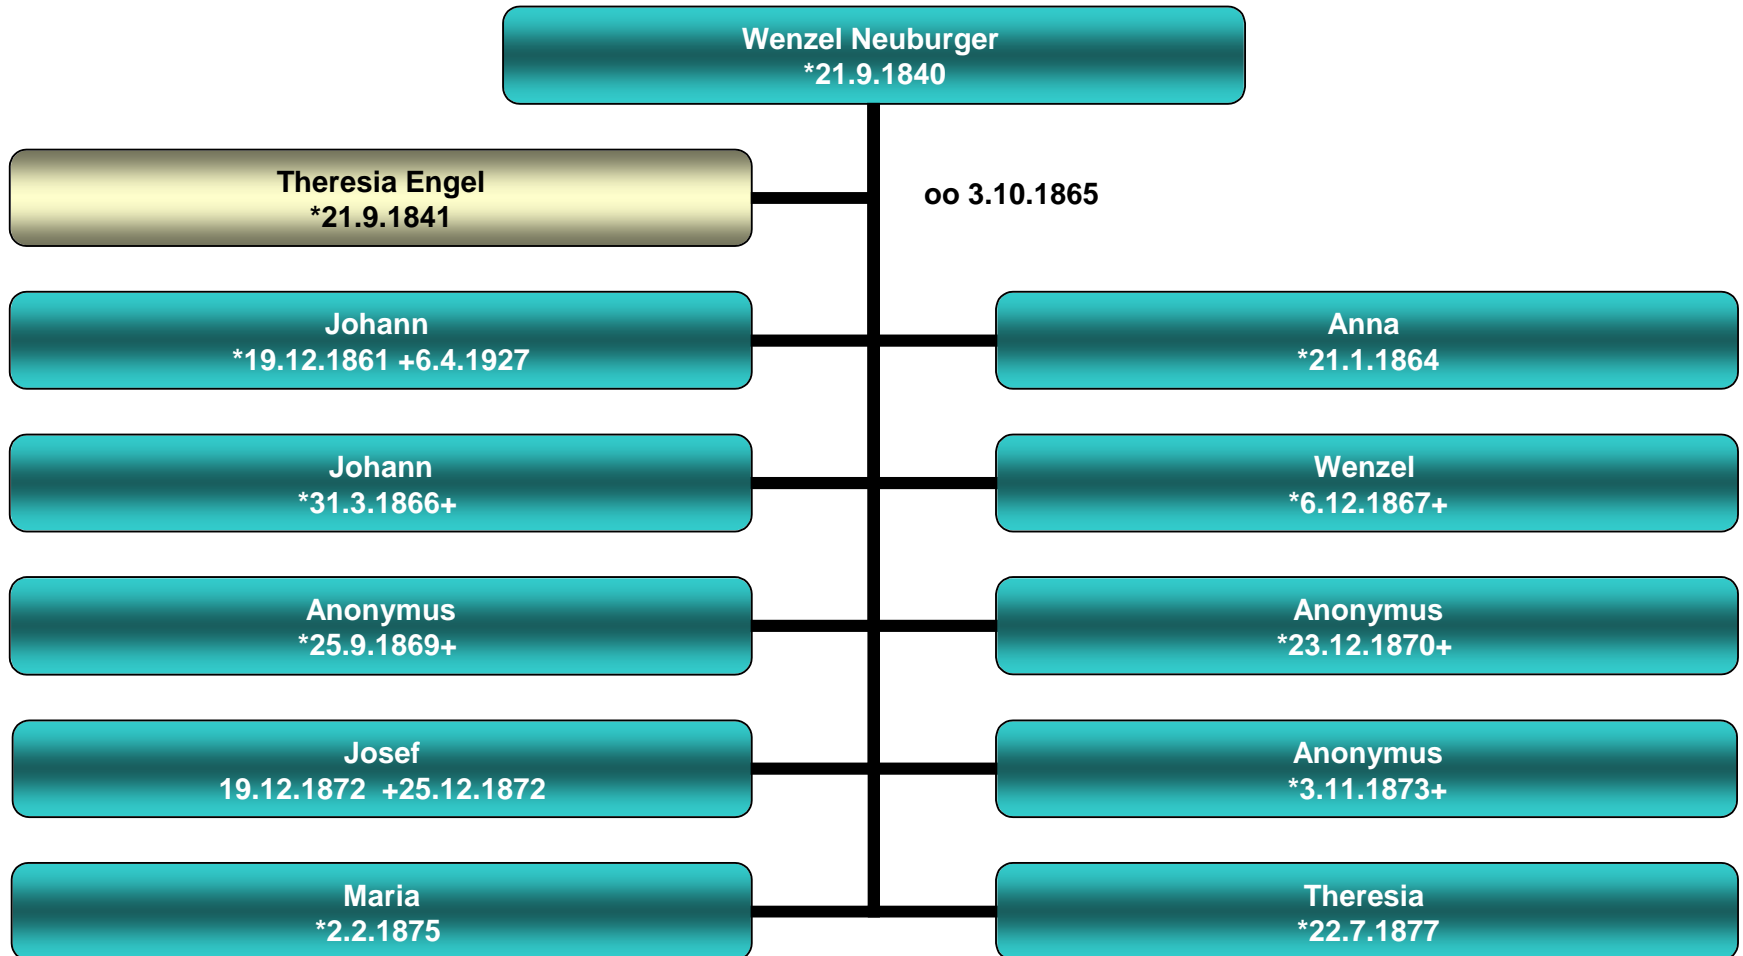 Wenzel Neuburger
*21.9.1840
Theresia Engel
*21.9.1841
oo 3.10.1865
Johann
*19.12.1861 +6.4.1927
Anna
*21.1.1864
Johann
*31.3.1866+
Wenzel
*6.12.1867+
Anonymus
*25.9.1869+
Anonymus
*23.12.1870+
Josef
19.12.1872  +25.12.1872
Anonymus
*3.11.1873+
Maria
*2.2.1875
Theresia
*22.7.1877